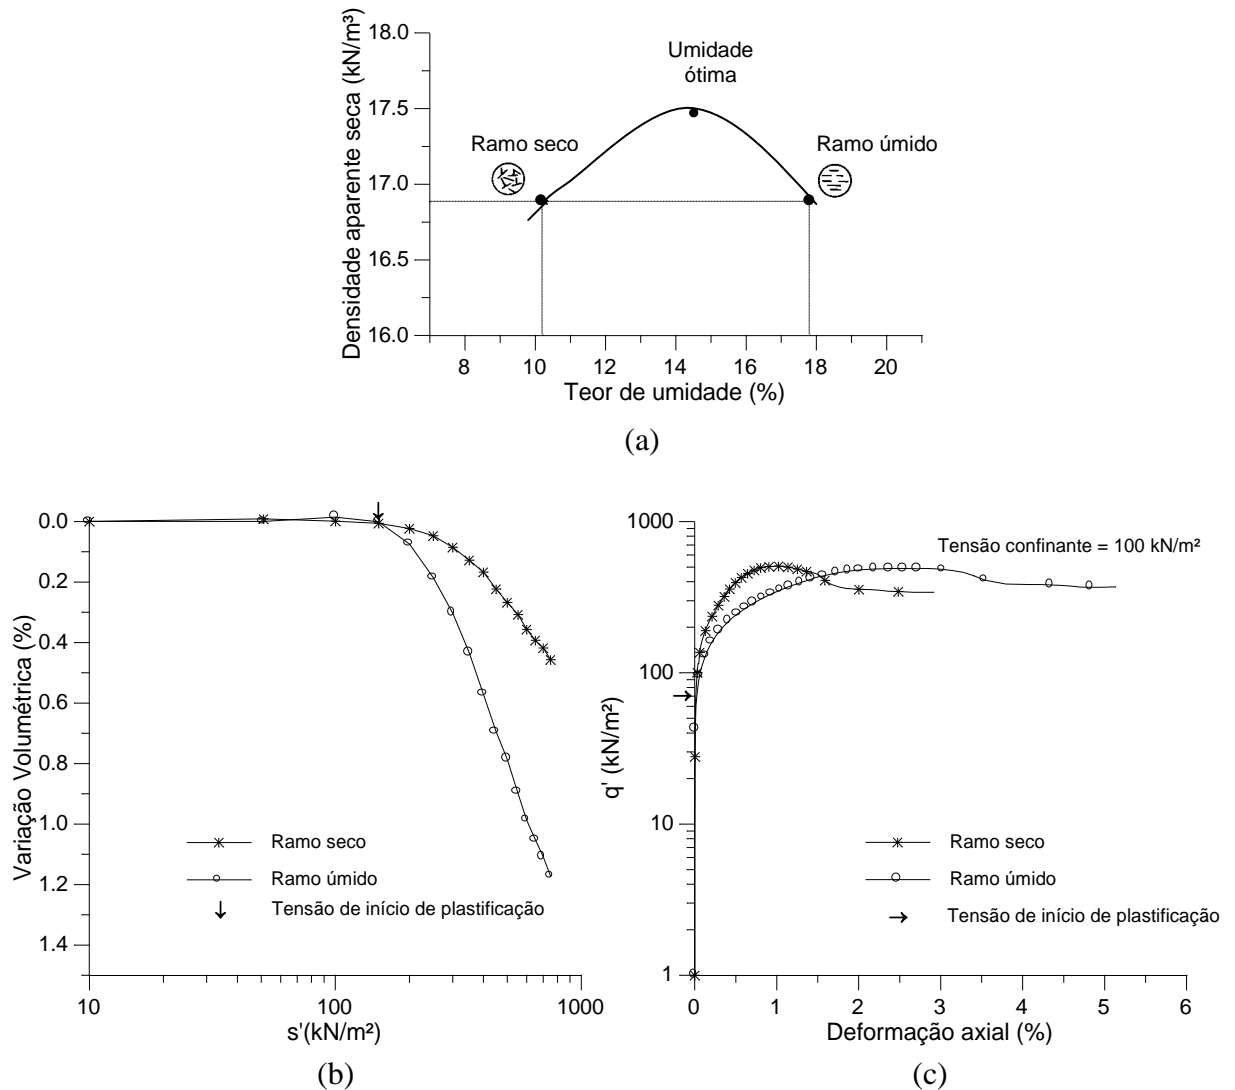 Densidade aparente seca (kN/m³)
18.0
17.5
17.0
16.5
16.0
Umidade
ótima
Ramo seco
Ramo úmido
8
10
12
14
16
18
20
Teor de umidade (%)
(a)
Variação Volumétrica (%)
0.0
0.2
0.4
0.6
0.8
1.0
1.2
1.4
Ramo seco
Ramo úmido
Tensão de início de plastificação
10
100
1000
s'(kN/m²)
(b)
q' (kN/m²)
1000
100
10
1
Tensão confinante = 100 kN/m²
Ramo seco
Ramo úmido
Tensão de início de plastificação
0
1
2
3
4
5
6
Deformação axial (%)
(c)